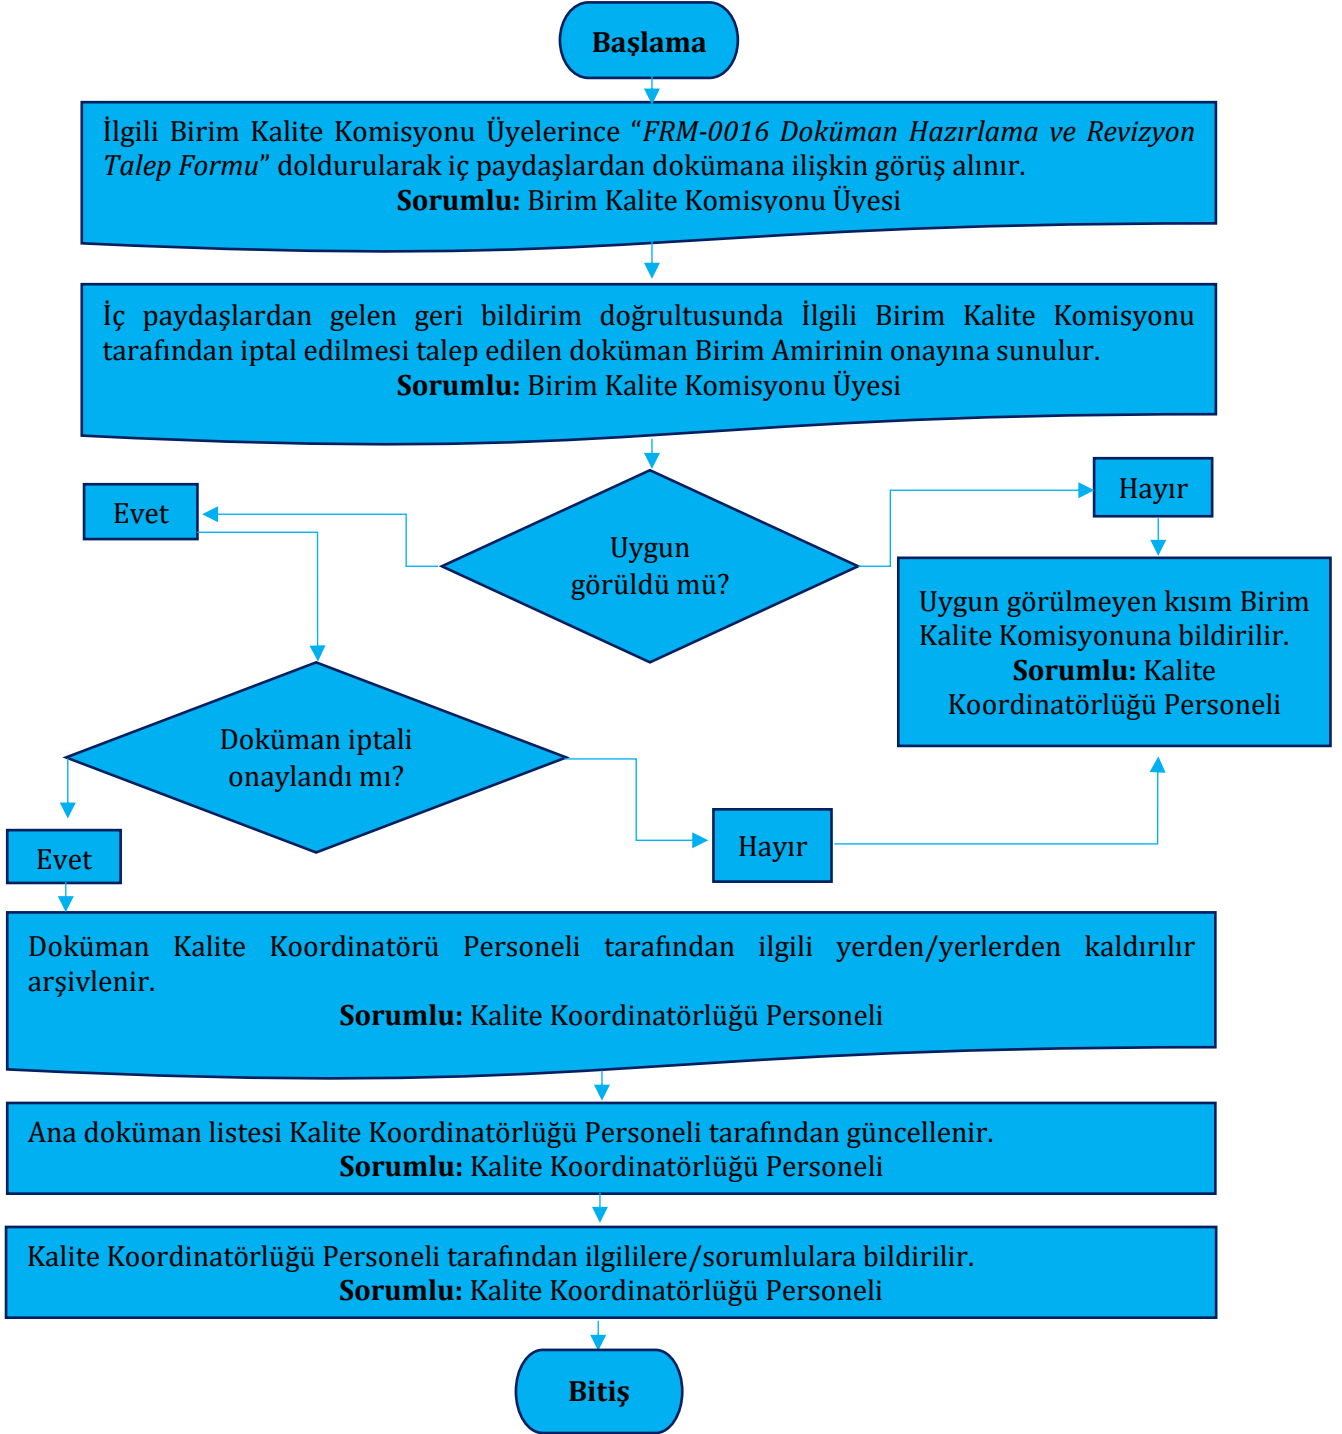 Başlama
İlgili Birim Kalite Komisyonu Üyelerince “FRM-0016 Doküman Hazırlama ve Revizyon
Talep Formu” doldurularak iç paydaşlardan dokümana ilişkin görüş alınır.
Sorumlu: Birim Kalite Komisyonu Üyesi
İç paydaşlardan gelen geri bildirim doğrultusunda İlgili Birim Kalite Komisyonu
tarafından iptal edilmesi talep edilen doküman Birim Amirinin onayına sunulur.
Sorumlu: Birim Kalite Komisyonu Üyesi
Uygun
görüldü mü?
Evet
Hayır
Uygun görülmeyen kısım Birim
Kalite Komisyonuna bildirilir.
Sorumlu: Kalite
Koordinatörlüğü Personeli
Doküman iptali
onaylandı mı?
Evet
Hayır
Doküman Kalite Koordinatörü Personeli tarafından ilgili yerden/yerlerden kaldırılır
arşivlenir.
Sorumlu: Kalite Koordinatörlüğü Personeli
Ana doküman listesi Kalite Koordinatörlüğü Personeli tarafından güncellenir.
Sorumlu: Kalite Koordinatörlüğü Personeli
Kalite Koordinatörlüğü Personeli tarafından ilgililere/sorumlulara bildirilir.
Sorumlu: Kalite Koordinatörlüğü Personeli
Bitiş